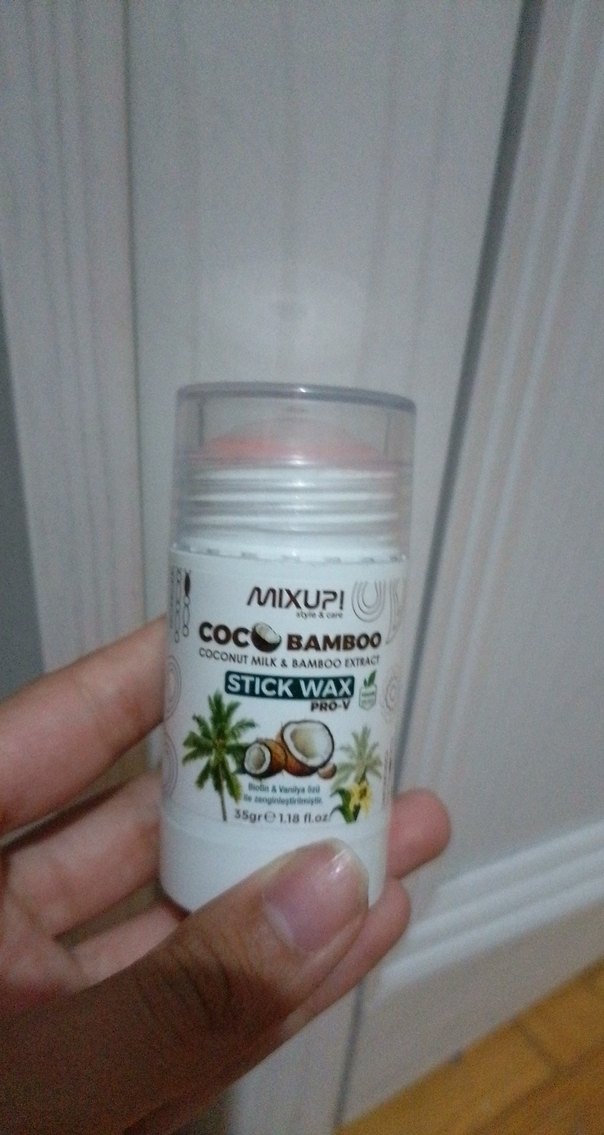 MIXUP!
style & care
COCO BAMBOO
COCONUT MILK & BAMBOO EXTRACT
STICK WAX
PRO-V
Biotin & Vanilya özü
ile zenginleştirilmiştir.
35gr ℮ 1.18 fl.oz.